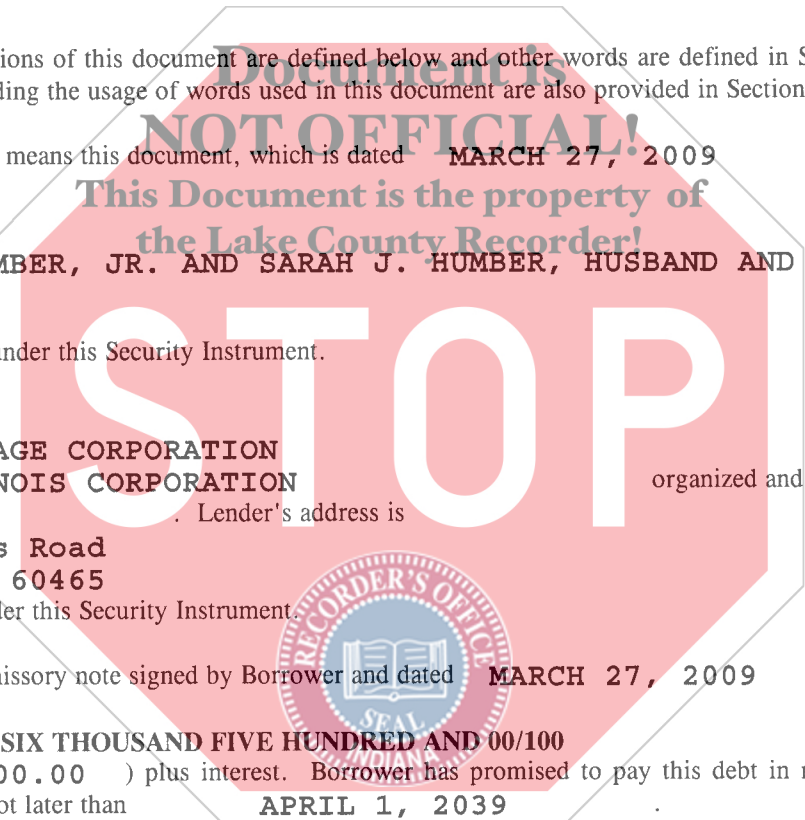 ions of this document are defined below and other words are defined in S
Document is
ding the usage of words used in this document are also provided in Section
NOT OFFICIAL!
means this document, which is dated MARCH 27, 2009
This Document is the property of
the Lake County Recorder!
MBER, JR. AND SARAH J. HUMBER, HUSBAND AND
STOP
under this Security Instrument.
AGE CORPORATION
NOIS CORPORATION organized and
. Lender's address is
s Road
60465
der this Security Instrument.
RECORDER'S OFFICE
missory note signed by Borrower and dated MARCH 27, 2009
SEAL
INDIANA
SIX THOUSAND FIVE HUNDRED AND 00/100
00.00 ) plus interest. Borrower has promised to pay this debt in r
ot later than APRIL 1, 2039 .